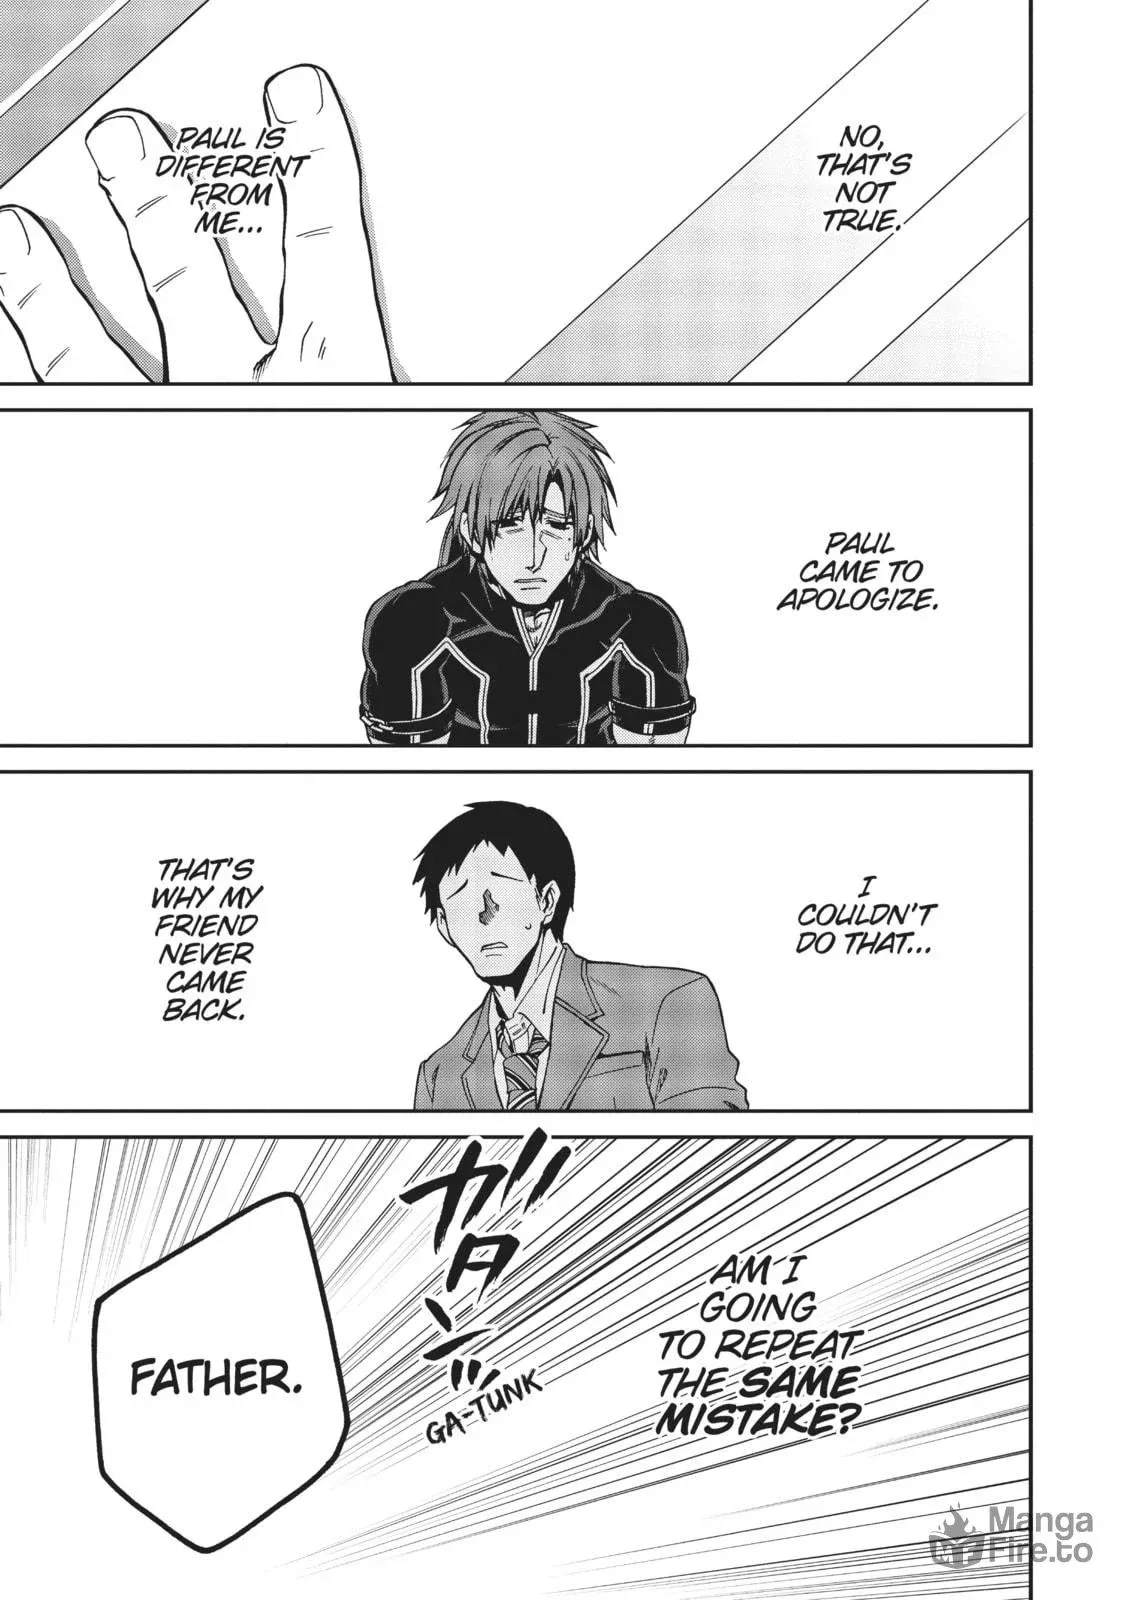 NO,
THAT'S
NOT
TRUE.
PAUL IS
DIFFERENT
FROM
ME...
PAUL
CAME TO
APOLOGIZE.
I
COULDN'T
DO THAT...
THAT'S
WHY MY
FRIEND
NEVER
CAME
BACK.
AM I
GOING
TO REPEAT
THE SAME
MISTAKE?
ガタンッ
GA-TUNK
FATHER.
Manga
Fire.to